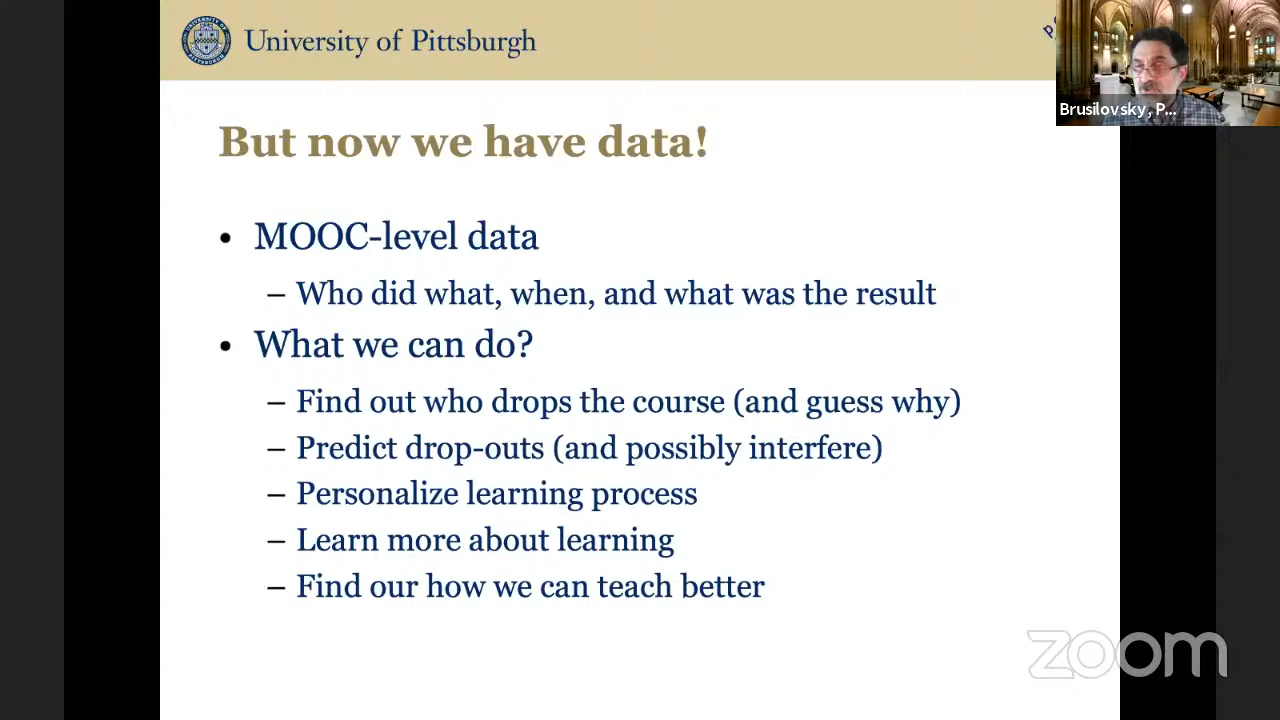 University of Pittsburgh
Brusilovsky, P...
But now we have data!
• MOOC-level data
– Who did what, when, and what was the result
• What we can do?
– Find out who drops the course (and guess why)
– Predict drop-outs (and possibly interfere)
– Personalize learning process
– Learn more about learning
– Find our how we can teach better
zoom